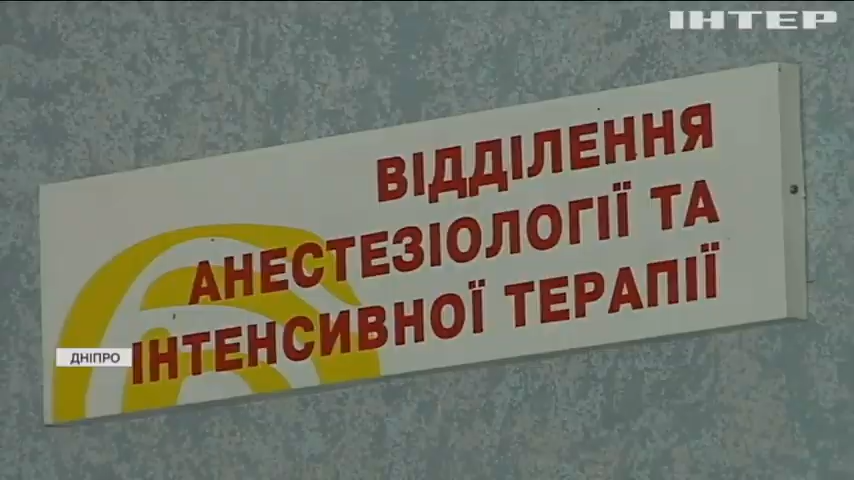 ІНТЕР
ВІДДІЛЕННЯ
АНЕСТЕЗІОЛОГІЇ ТА
ІНТЕНСИВНОЇ ТЕРАПІЇ
ДНІПРО